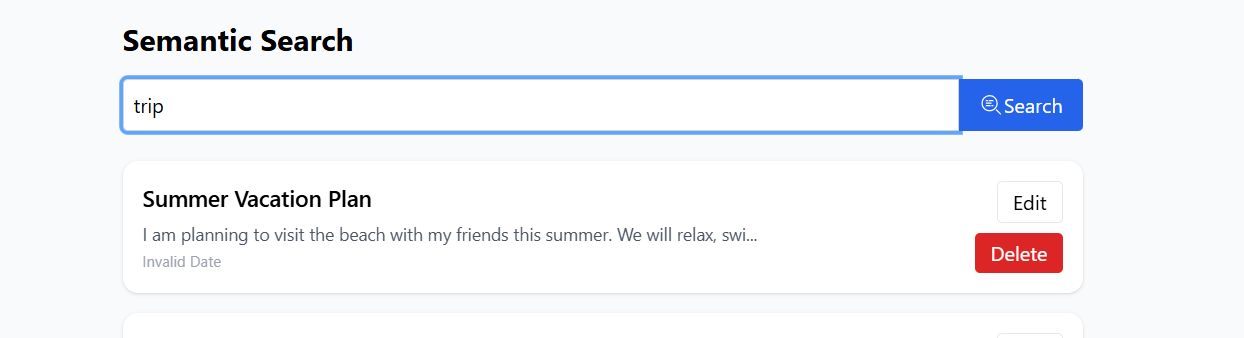 Semantic Search
trip
Search
Summer Vacation Plan
Edit
I am planning to visit the beach with my friends this summer. We will relax, swi...
Delete
Invalid Date